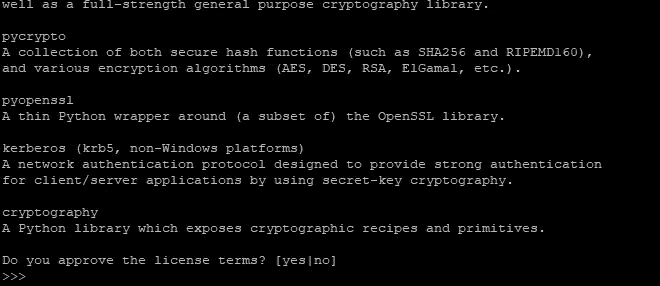 well as a full-strength general purpose cryptography library.
pycrypto
A collection of both secure hash functions (such as SHA256 and RIPEMD160),
and various encryption algorithms (AES, DES, RSA, ElGamal, etc.).
pyopenssl
A thin Python wrapper around (a subset of) the OpenSSL library.
kerberos (krb5, non-Windows platforms)
A network authentication protocol designed to provide strong authentication
for client/server applications by using secret-key cryptography.
cryptography
A Python library which exposes cryptographic recipes and primitives.
Do you approve the license terms? [yes|no]
>>>